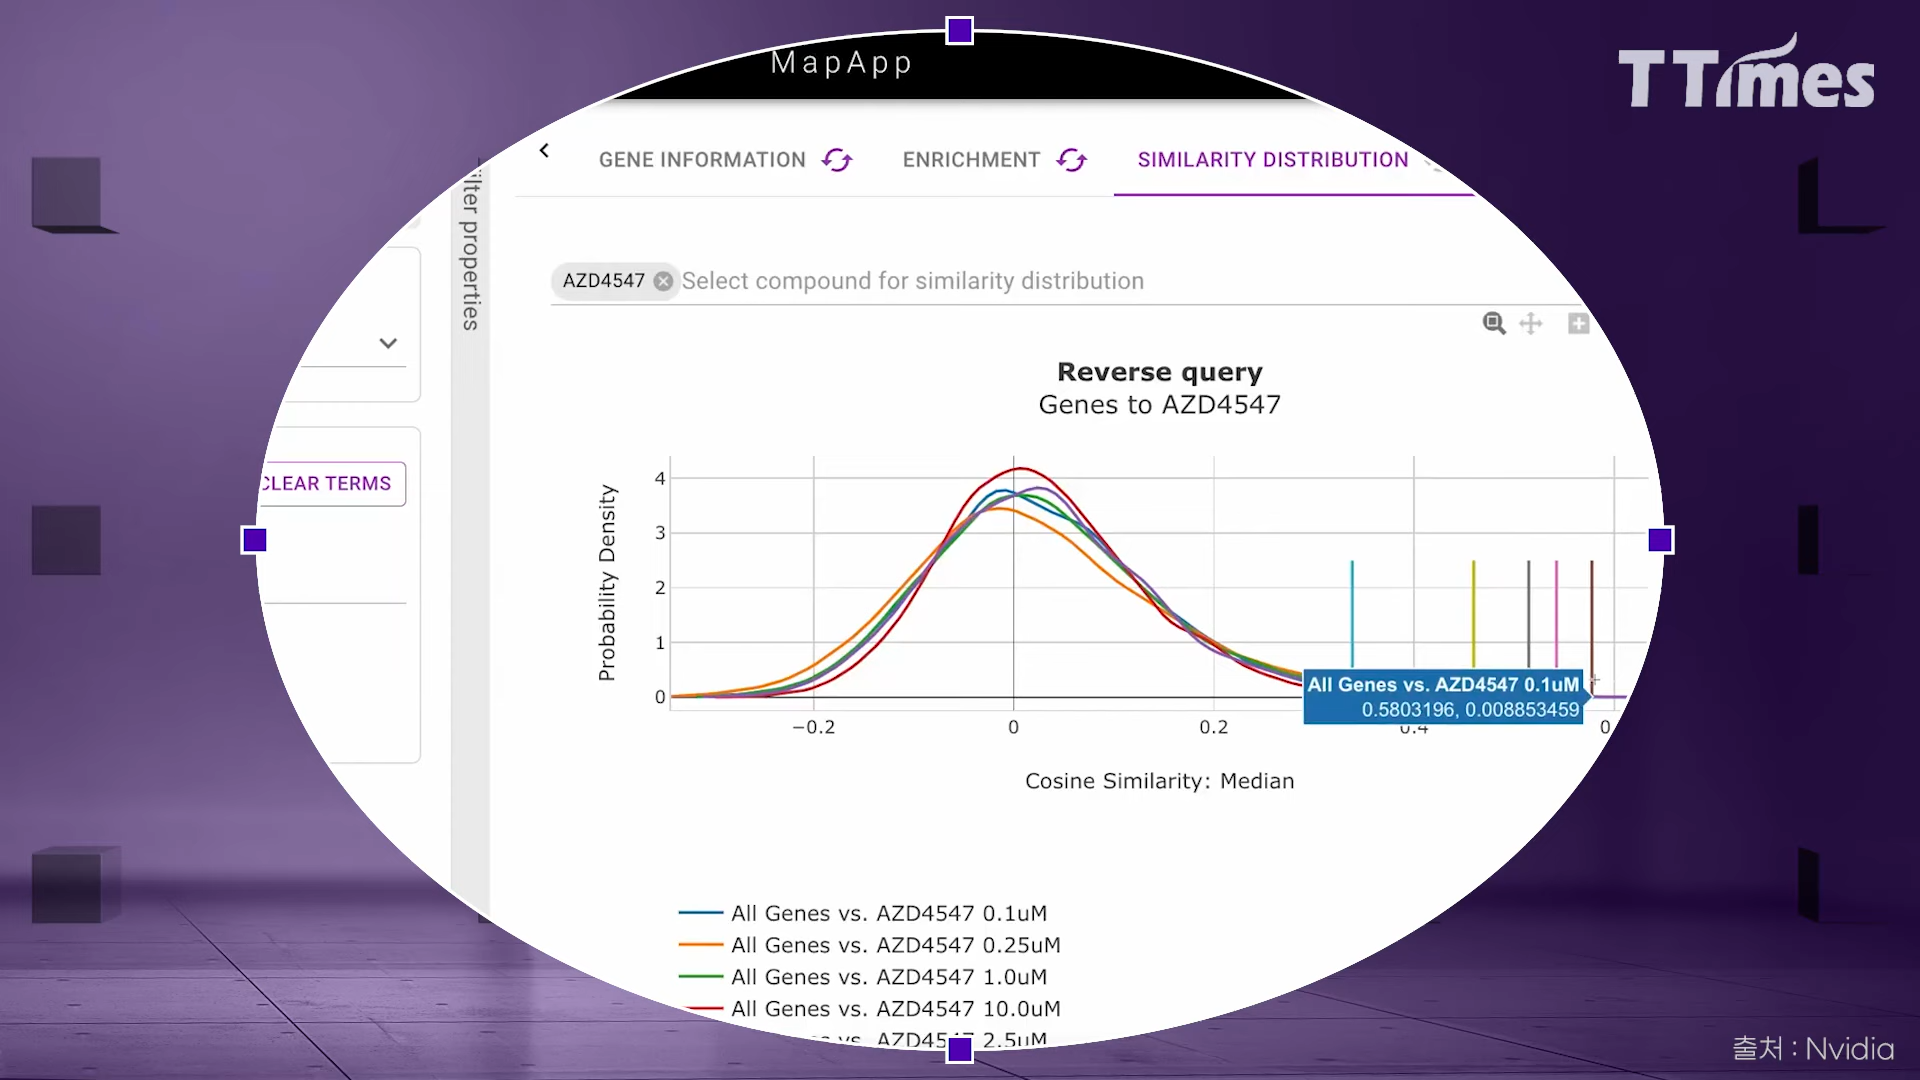 MapApp
TTimes
GENE INFORMATION
ENRICHMENT
SIMILARITY DISTRIBUTION
properties
AZD4547
Select compound for similarity distribution
Reverse query
Genes to AZD4547
CLEAR TERMS
Probability Density
4
3
2
1
0
All Genes vs. AZD4547 0.1uM
0.5803196, 0.008853459
−0.2
0
0.2
0.4
Cosine Similarity: Median
All Genes vs. AZD4547 0.1uM
All Genes vs. AZD4547 0.25uM
All Genes vs. AZD4547 1.0uM
All Genes vs. AZD4547 10.0uM
2.5uM
출처 : Nvidia